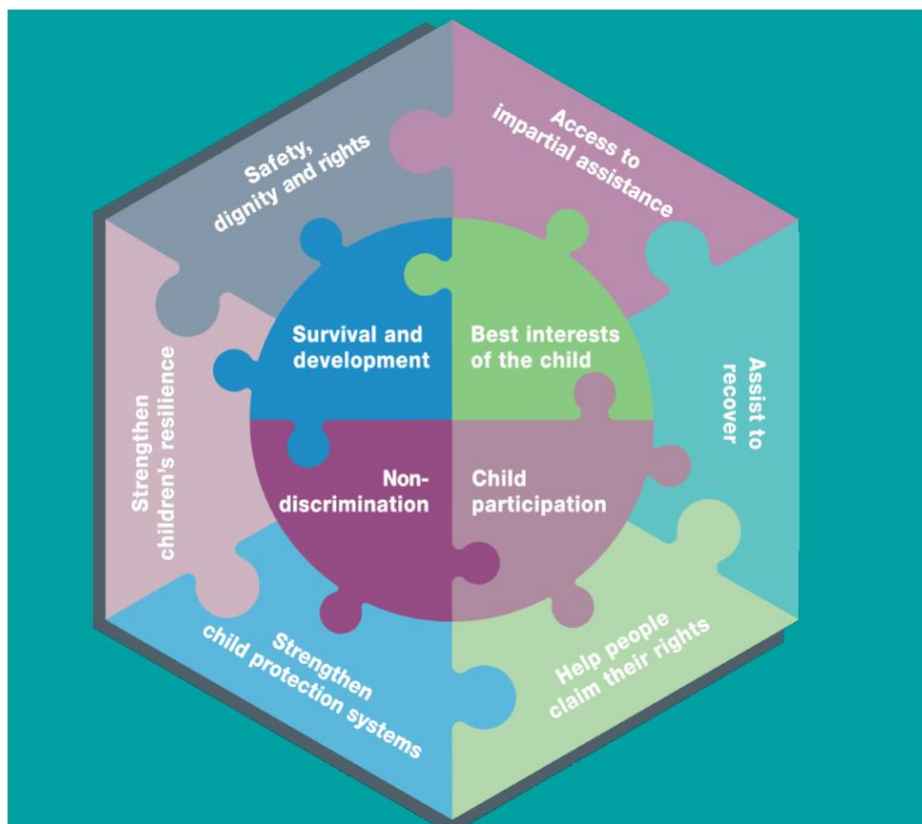 Safety,
dignity and rights
Access to
impartial assistance
Survival and
development
Best interests
of the child
Assist to
recover
Strengthen
children's resilience
Non-
discrimination
Child
participation
Strengthen
child protection systems
Help people
claim their rights